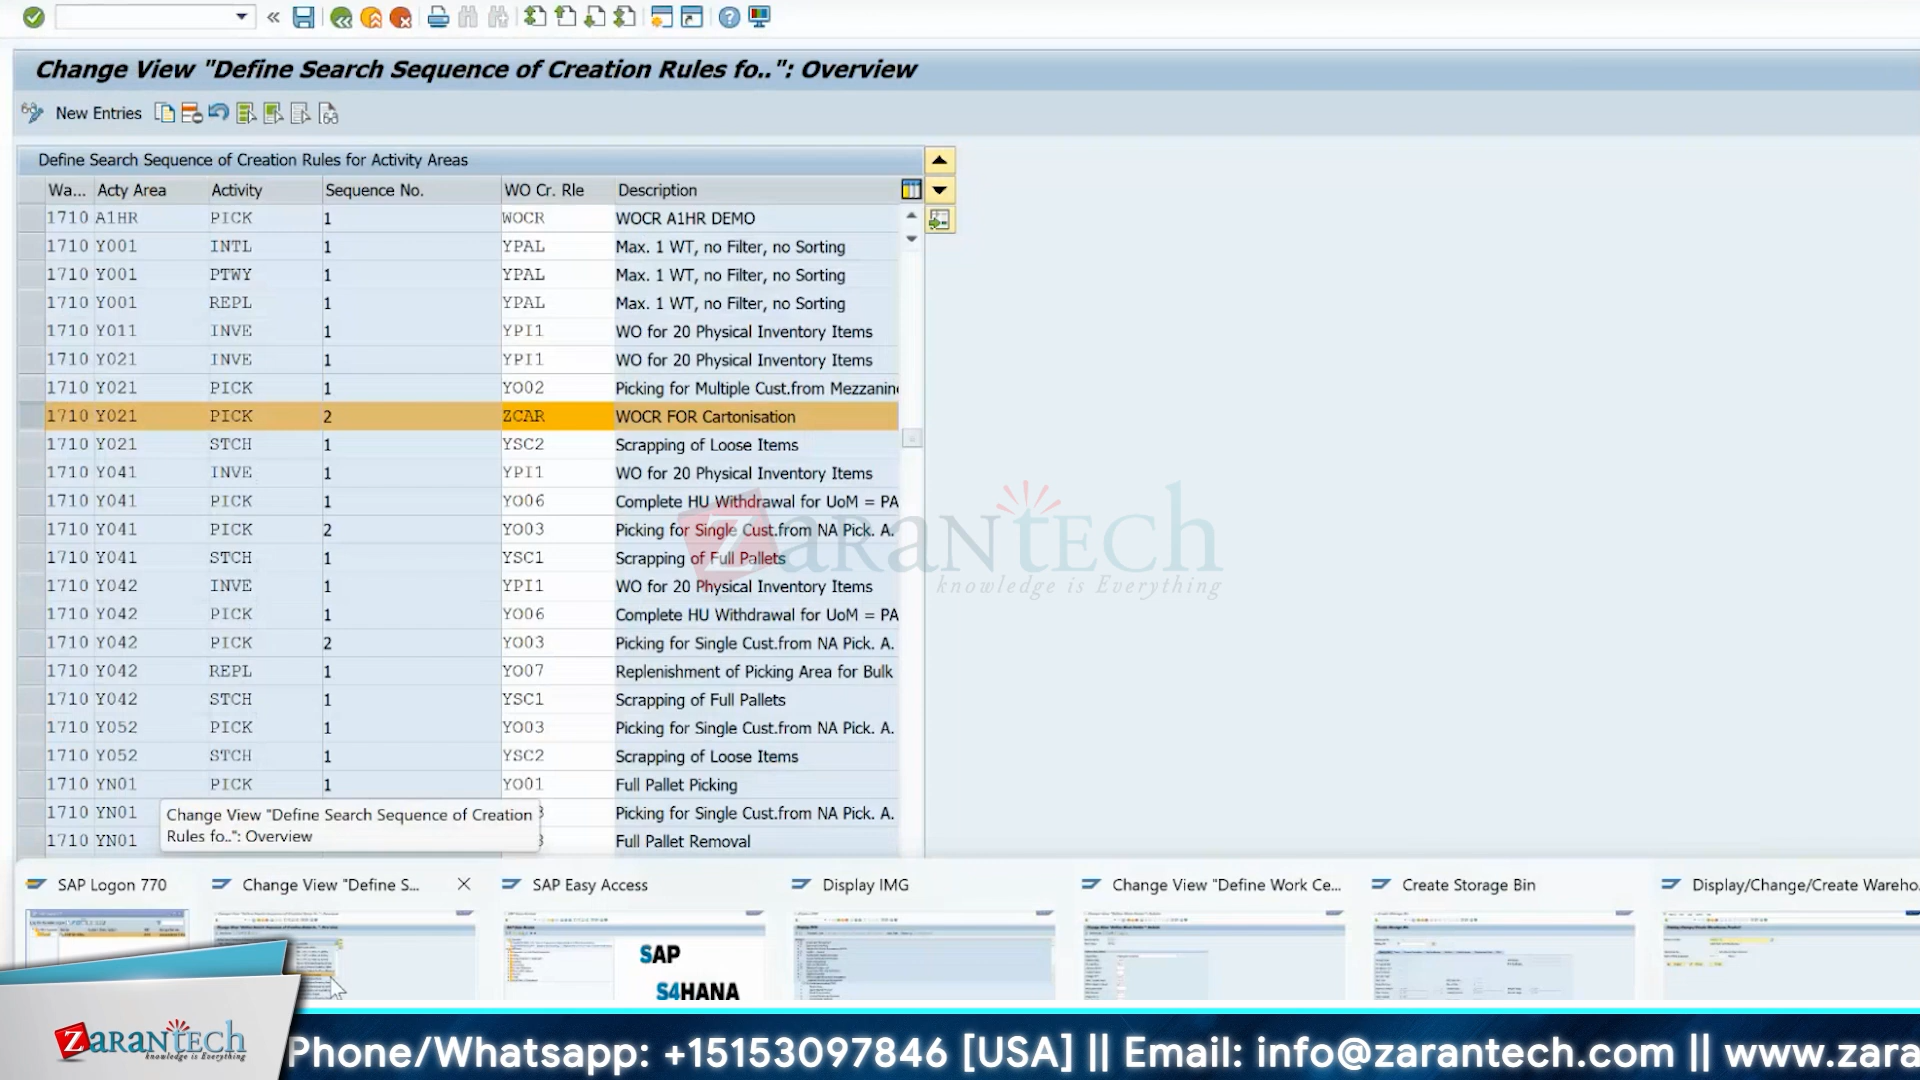 Change View "Define Search Sequence of Creation Rules fo..": Overview
New Entries
Define Search Sequence of Creation Rules for Activity Areas
Wa... Acty Area Activity Sequence No. WO Cr. Rle Description
1710 A1HR PICK 1 WOCR WOCR A1HR DEMO
1710 Y001 INTL 1 YPAL Max. 1 WT, no Filter, no Sorting
1710 Y001 PTWY 1 YPAL Max. 1 WT, no Filter, no Sorting
1710 Y001 REPL 1 YPAL Max. 1 WT, no Filter, no Sorting
1710 Y011 INVE 1 YPI1 WO for 20 Physical Inventory Items
1710 Y021 INVE 1 YPI1 WO for 20 Physical Inventory Items
1710 Y021 PICK 1 YO02 Picking for Multiple Cust.from Mezzanin
1710 Y021 PICK 2 ZCAR WOCR FOR Cartonisation
1710 Y021 STCH 1 YSC2 Scrapping of Loose Items
1710 Y041 INVE 1 YPI1 WO for 20 Physical Inventory Items
1710 Y041 PICK 1 YO06 Complete HU Withdrawal for UoM = PA
1710 Y041 PICK 2 YO03 Picking for Single Cust.from NA Pick. A.
1710 Y041 STCH 1 YSC1 Scrapping of Full Pallets
1710 Y042 INVE 1 YPI1 WO for 20 Physical Inventory Items
1710 Y042 PICK 1 YO06 Complete HU Withdrawal for UoM = PA
1710 Y042 PICK 2 YO03 Picking for Single Cust.from NA Pick. A.
1710 Y042 REPL 1 YO07 Replenishment of Picking Area for Bulk
1710 Y042 STCH 1 YSC1 Scrapping of Full Pallets
1710 Y052 PICK 1 YO03 Picking for Single Cust.from NA Pick. A.
1710 Y052 STCH 1 YSC2 Scrapping of Loose Items
1710 YN01 PICK 1 YO01 Full Pallet Picking
1710 YN01 3 Picking for Single Cust.from NA Pick. A.
1710 YN01 3 Full Pallet Removal
Change View "Define Search Sequence of Creation
Rules fo..": Overview
ZARANTECH
knowledge is Everything
SAP Logon 770 Change View "Define S... SAP Easy Access Display IMG Change View "Define Work Ce... Create Storage Bin Display/Change/Create Wareho
SAP
S4HANA
ZARANTECH
knowledge is Everything
Phone/Whatsapp: +15153097846 [USA] || Email: info@zarantech.com || www.zara